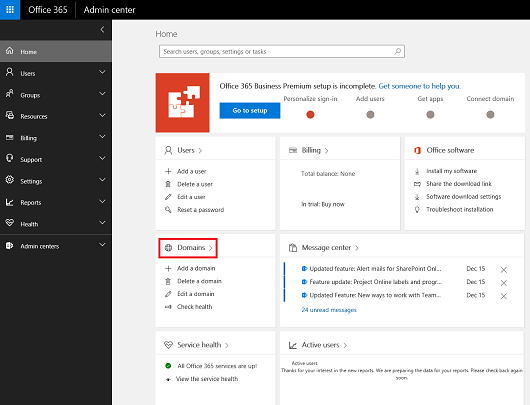 Office 365
Admin center
Home
Users
Groups
Resources
Billing
Support
Settings
Reports
Health
Admin centers
Home
Search users, groups, settings or tasks
Office 365 Business Premium setup is incomplete. Get someone to help you.
Go to setup
Personalize sign-in
Add users
Get apps
Connect domain
Users
Add a user
Delete a user
Edit a user
Reset a password
Billing
Total balance: None
In trial: Buy now
Office software
Install my software
Share the download link
Software download settings
Troubleshoot installation
Domains
Add a domain
Delete a domain
Edit a domain
Check health
Message center
Updated feature: Alert mails for SharePoint Onl... Dec 15
Feature update: Project Online labels and progr... Dec 15
Updated Feature: New ways to work with Team... Dec 15
24 unread messages
Service health
All Office 365 services are up!
View the service health
Active users
Active users
Thanks for your interest in the new reports. We are preparing the data for your reports. Please check back again
soon.